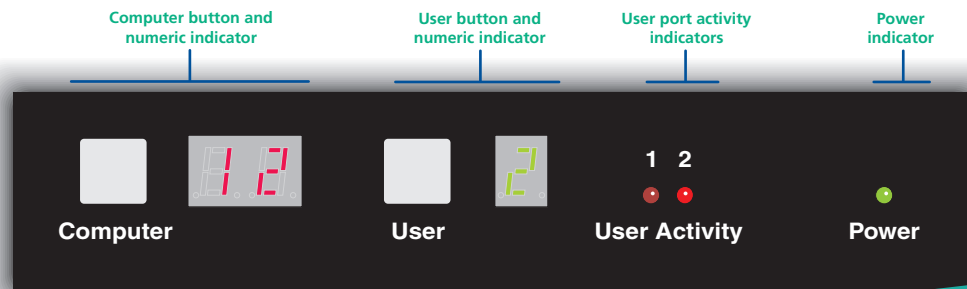 Computer button and
numeric indicator
User button and
numeric indicator
User port activity
indicators
Power
indicator
12
2
1 2
Computer
User
User Activity
Power